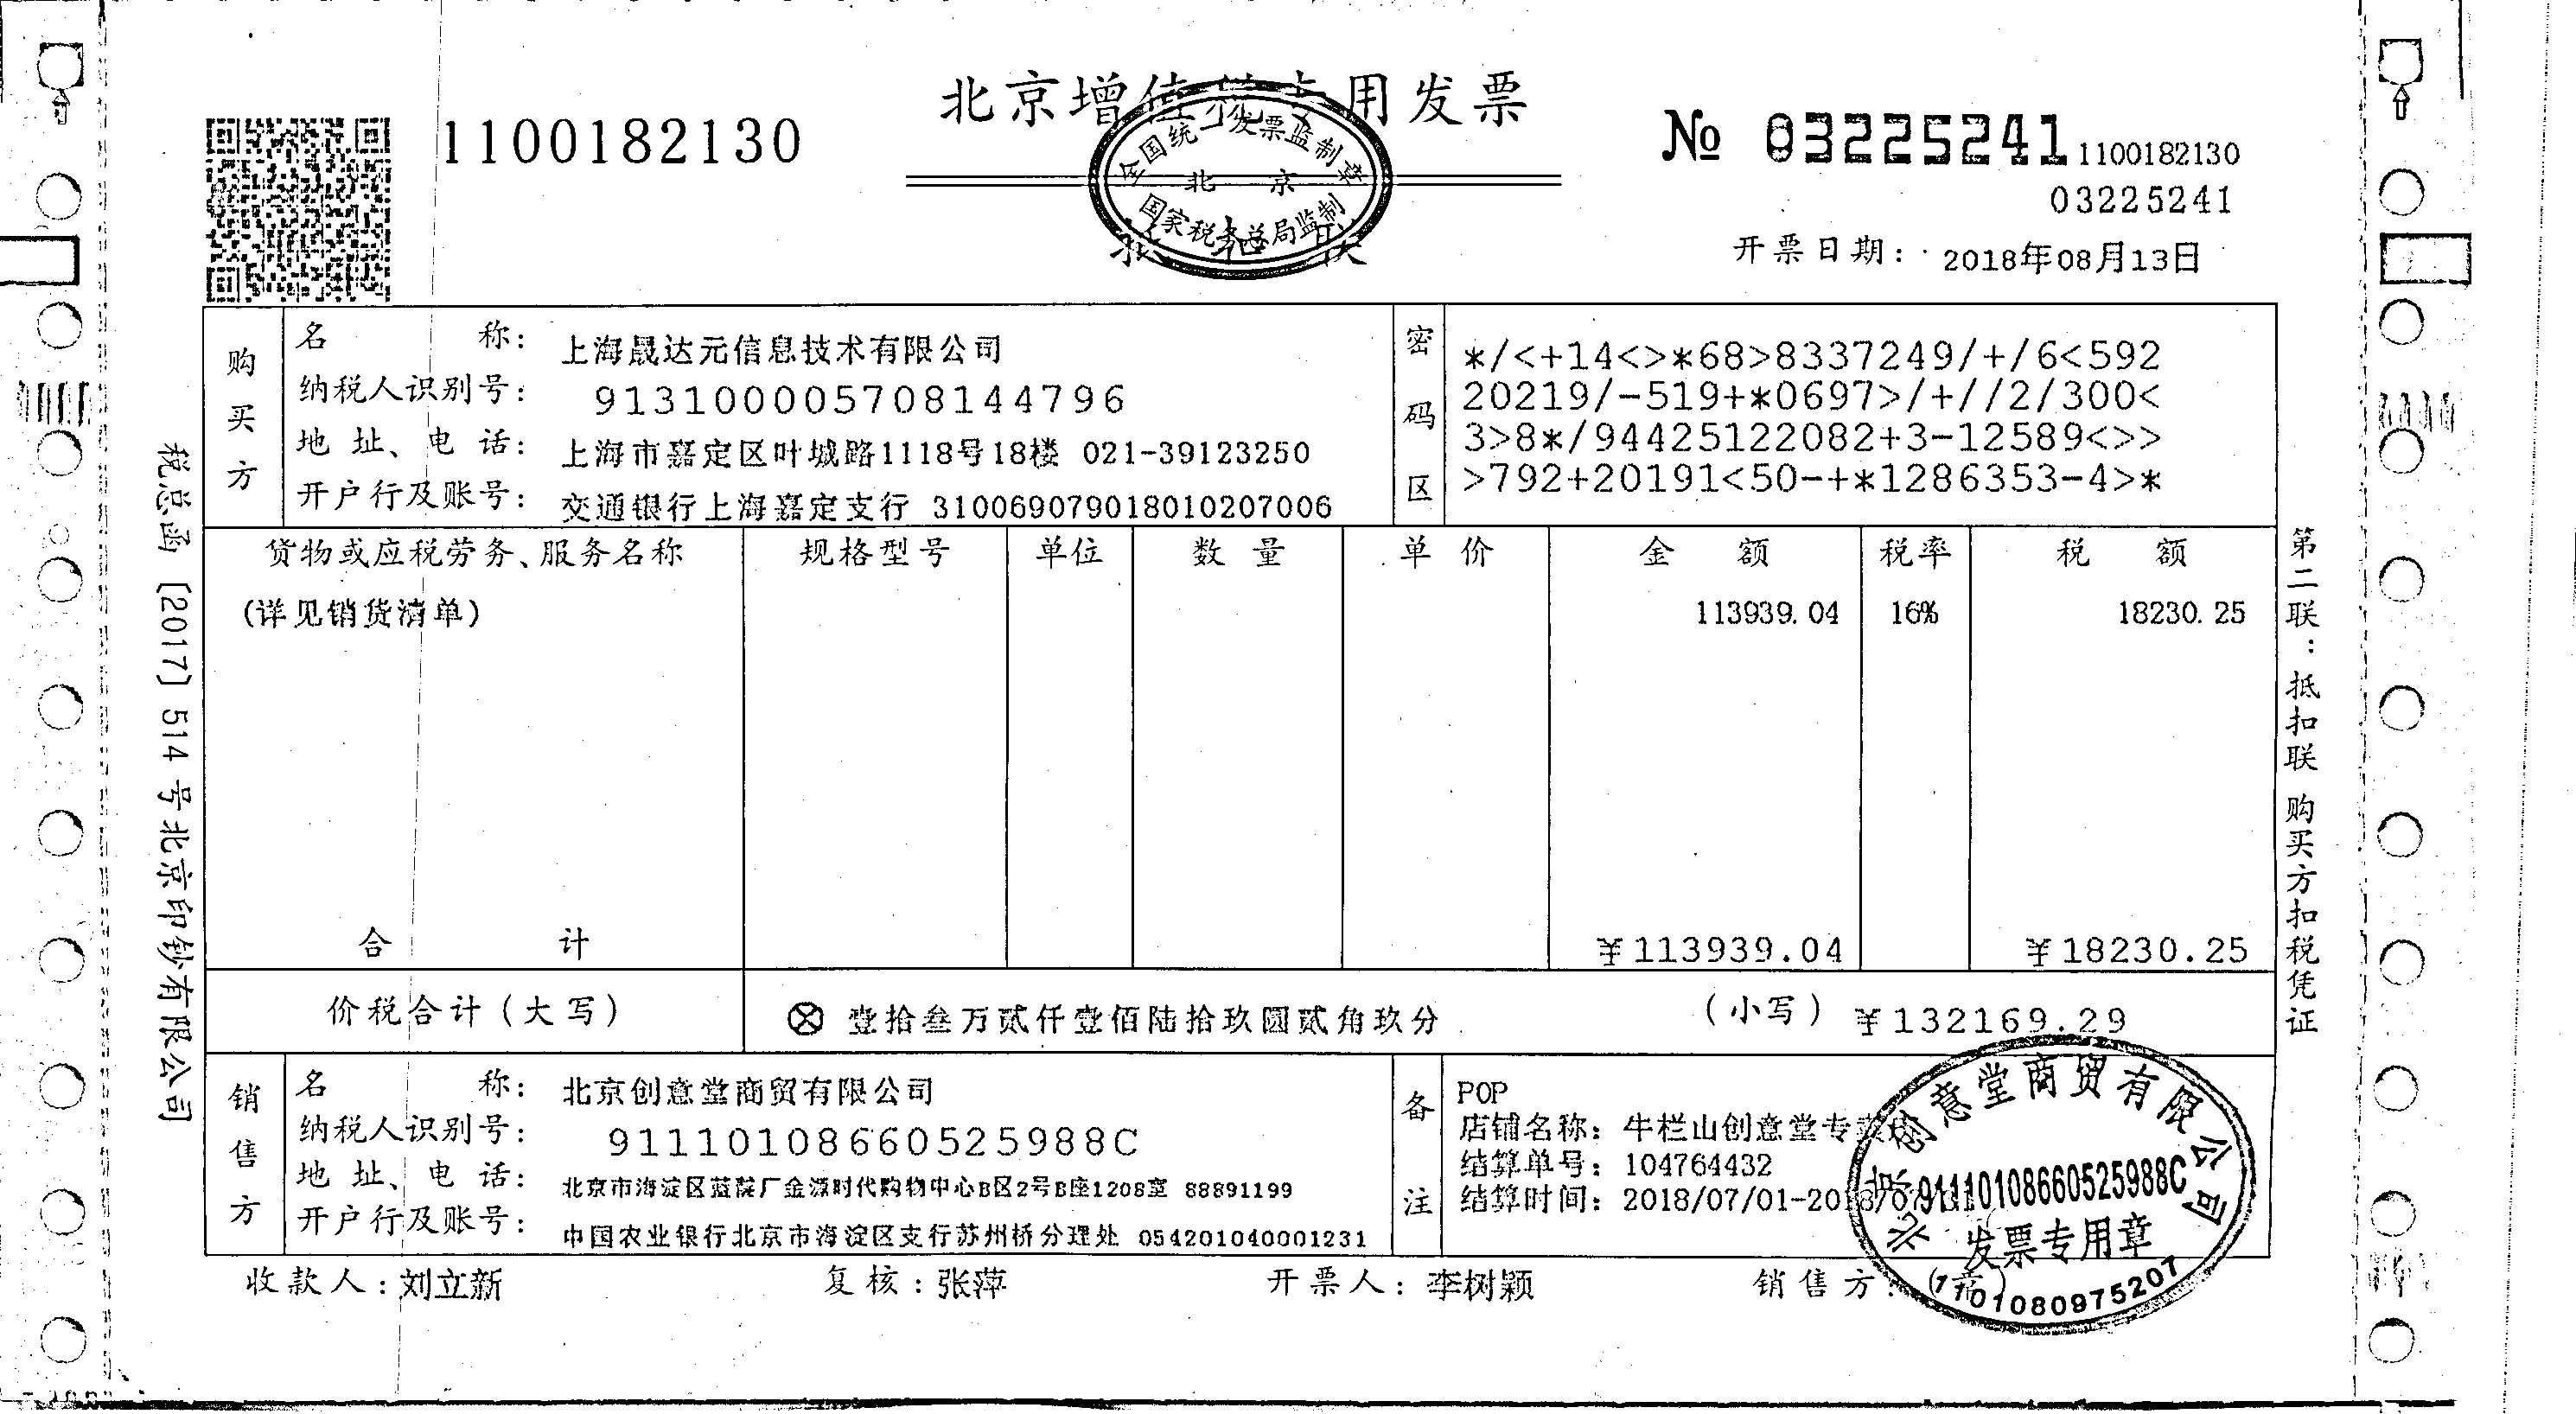 北京增值税专用发票
1100182130
№ 03225241
1100182130
03225241
全国统一发票监制章
北京
国家税务总局监制
抵扣联
开票日期: 2018年08月13日
购买方
名称: 上海晟达元信息技术有限公司
纳税人识别号: 913100005708144796
地址、电话: 上海市嘉定区叶城路1118号18楼 021-39123250
开户行及账号: 交通银行上海嘉定支行 310069079018010207006
密码区
*/<+14<>*68>8337249/+/6<592
20219/-519+*0697>/+//2/300<
3>8*/94425122082+3-12589<>>
>792+20191<50-+*1286353-4>*
货物或应税劳务、服务名称 规格型号 单位 数量 单价 金额 税率 税额
(详见销货清单) 113939.04 16% 18230.25
合计 ¥113939.04 ¥18230.25
价税合计(大写) ⊗ 壹拾叁万贰仟壹佰陆拾玖圆贰角玖分 (小写) ¥132169.29
销售方
名称: 北京创意堂商贸有限公司
纳税人识别号: 91110108660525988C
地址、电话: 北京市海淀区蓝靛厂金源时代购物中心B区2号B座1208室 88891199
开户行及账号: 中国农业银行北京市海淀区支行苏州桥分理处 054201040001231
备注
POP
店铺名称: 牛栏山创意堂专卖店
结算单号: 104764432
结算时间: 2018/07/01-2018/07
北京创意堂商贸有限公司
91110108660525988C
发票专用章
1101080975207
收款人: 刘立新 复核: 张萍 开票人: 李树颖 销售方: (章)
税总函〔2017〕514号北京印钞有限公司
第二联：抵扣联 购买方扣税凭证